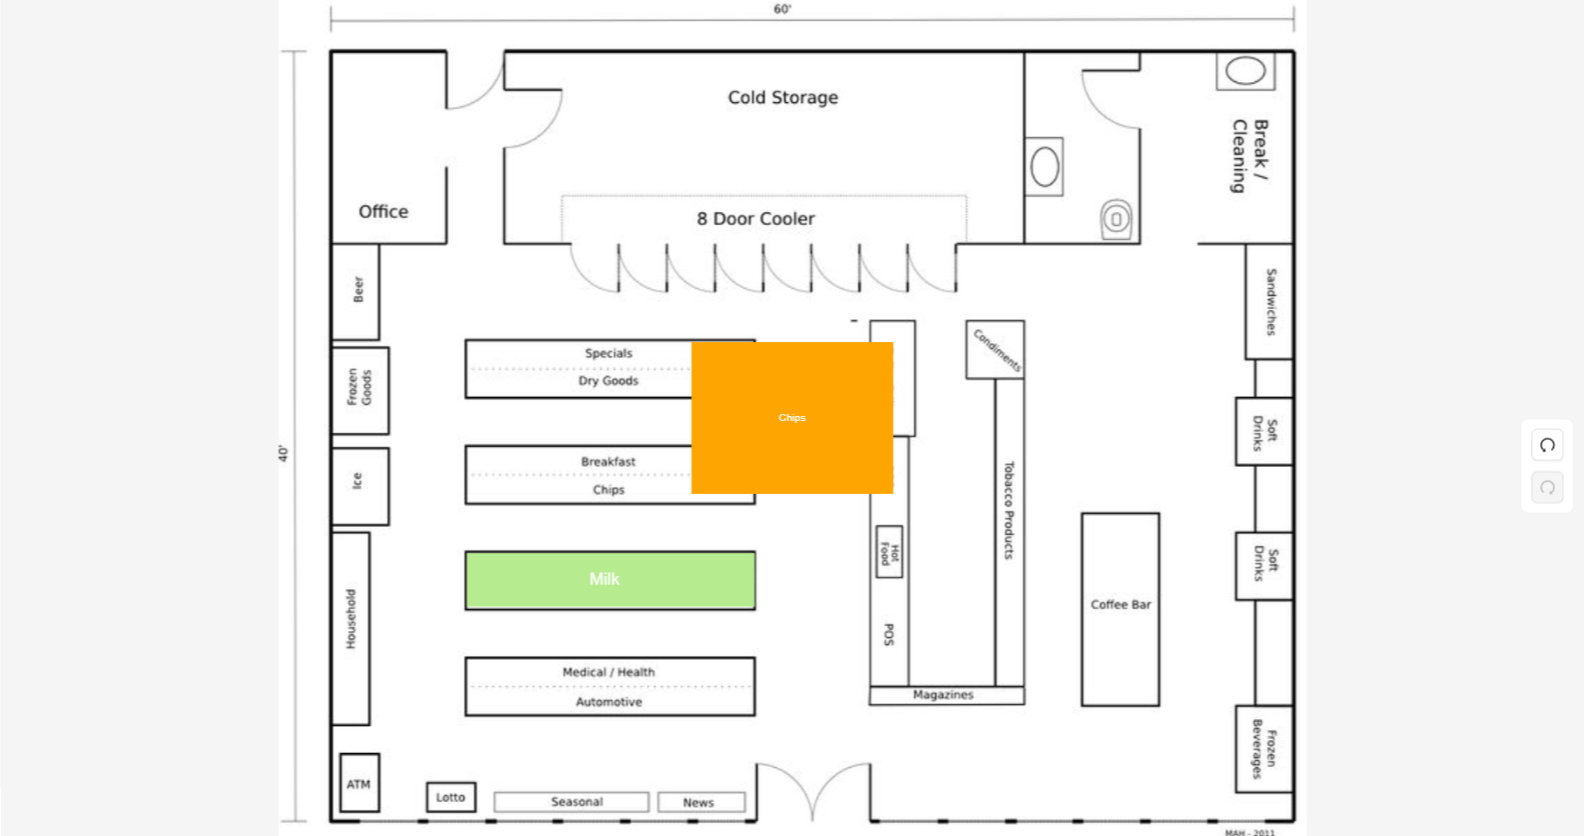 60'
40'
Cold Storage
Break /
Cleaning
Office
8 Door Cooler
Beer
Sandwiches
Condiments
Specials
Dry Goods
Frozen
Goods
Chips
Soft
Drinks
Breakfast
Chips
Ice
Tobacco Products
Hot
Food
Soft
Drinks
Milk
Household
Coffee Bar
POS
Medical / Health
Automotive
Magazines
Frozen
Beverages
ATM
Lotto
Seasonal
News
MAH - 2011